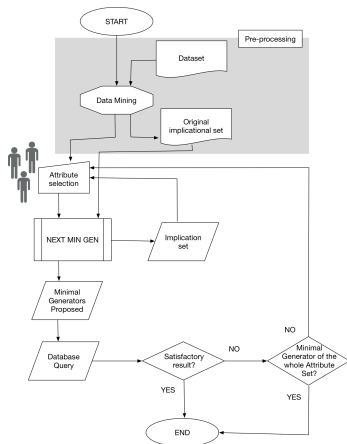 START
Pre-processing
Dataset
Data Mining
Original
implicational set
Attribute
selection
NEXT MIN GEN
Implication
set
Minimal
Generators
Proposed
Database
Query
Satisfactory
result?
NO
YES
Minimal
Generator of the
whole Attribute
Set?
NO
YES
END